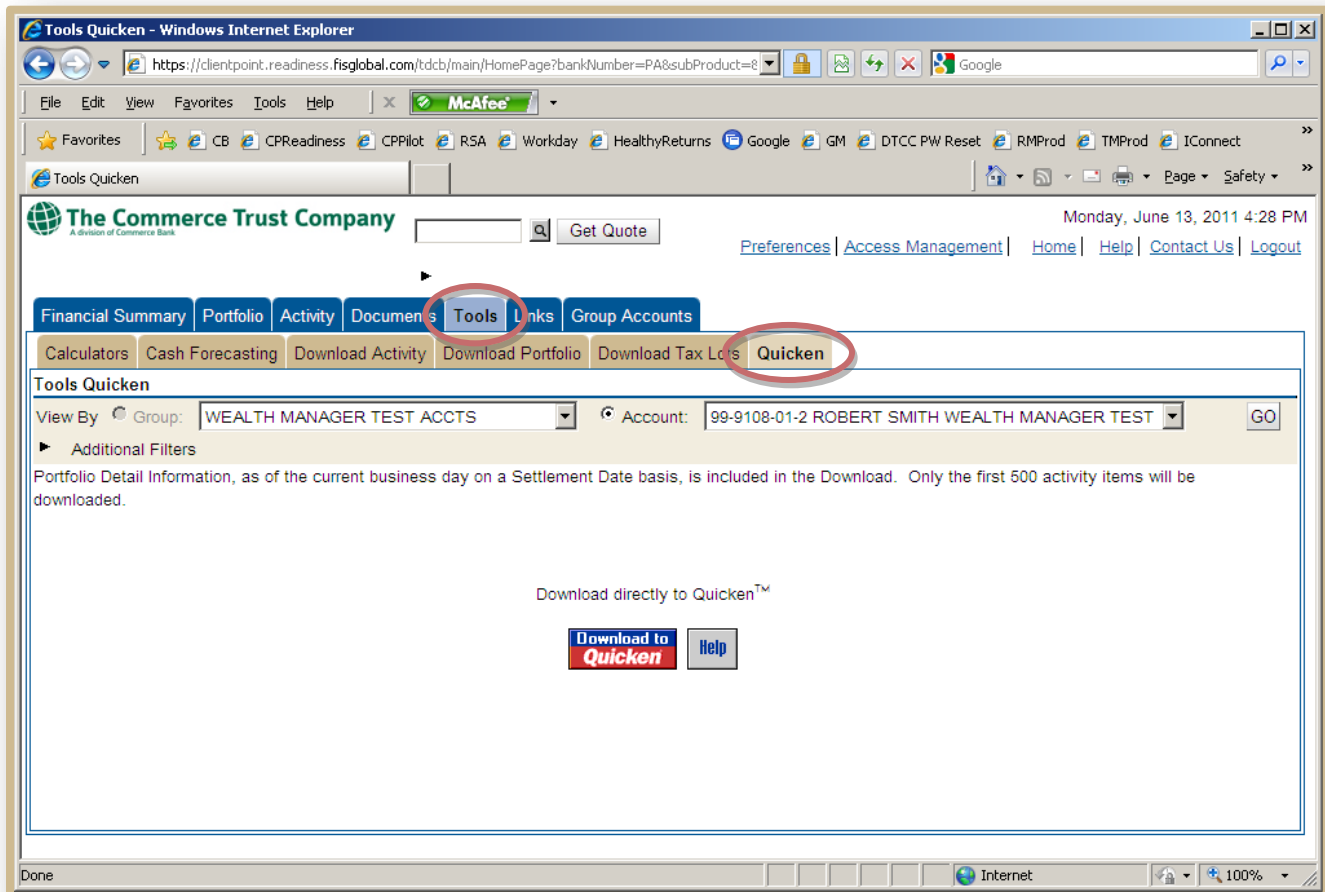 Tools Quicken - Windows Internet Explorer
https://clientpoint.readiness.fisglobal.com/tdcb/main/HomePage?bankNumber=PA&subProduct=8
Google
File Edit View Favorites Tools Help X McAfee
Favorites CB CPReadiness CPPilot RSA Workday HealthyReturns Google GM DTCC PW Reset RMProd TMProd IConnect »
Tools Quicken Page Safety »
The Commerce Trust Company
A division of Commerce Bank
Get Quote
Monday, June 13, 2011 4:28 PM
Preferences | Access Management | Home | Help | Contact Us | Logout
Financial Summary Portfolio Activity Documents Tools Links Group Accounts
Calculators Cash Forecasting Download Activity Download Portfolio Download Tax Lots Quicken
Tools Quicken
View By Group: WEALTH MANAGER TEST ACCTS Account: 99-9108-01-2 ROBERT SMITH WEALTH MANAGER TEST GO
Additional Filters
Portfolio Detail Information, as of the current business day on a Settlement Date basis, is included in the Download. Only the first 500 activity items will be
downloaded.
Download directly to Quicken™
Download to
Quicken
Help
Done Internet 100%